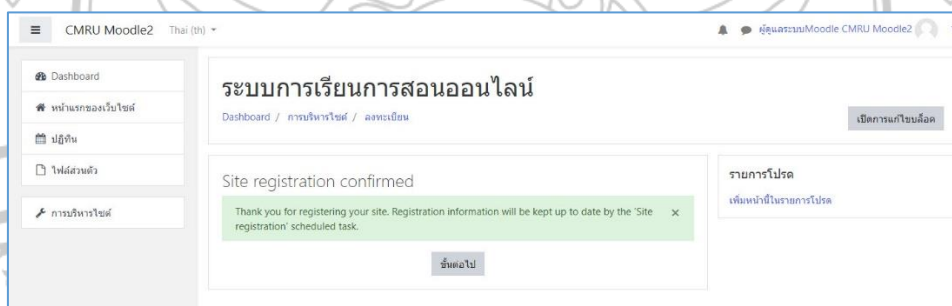 CMRU Moodle2 Thai (th)
ผู้ดูแลระบบMoodle CMRU Moodle2
Dashboard
หน้าแรกของเว็บไซต์
ปฏิทิน
ไฟล์ส่วนตัว
การบริหารไซต์
ระบบการเรียนการสอนออนไลน์
Dashboard / การบริหารไซต์ / ลงทะเบียน
เปิดการแก้ไขบล็อค
Site registration confirmed
Thank you for registering your site. Registration information will be kept up to date by the 'Site
registration' scheduled task.
ขั้นต่อไป
รายการโปรด
เพิ่มหน้านี้ในรายการโปรด